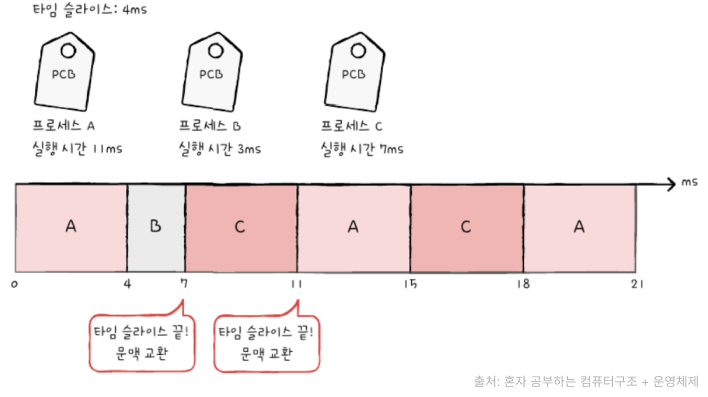 타임 슬라이스: 4ms
PCB
PCB
PCB
프로세스 A
실행 시간 11ms
프로세스 B
실행 시간 3ms
프로세스 C
실행 시간 7ms
ms
A
B
C
A
C
A
0
4
7
11
15
18
21
타임 슬라이스 끝!
문맥 교환
타임 슬라이스 끝!
문맥 교환
출처: 혼자 공부하는 컴퓨터구조 + 운영체제